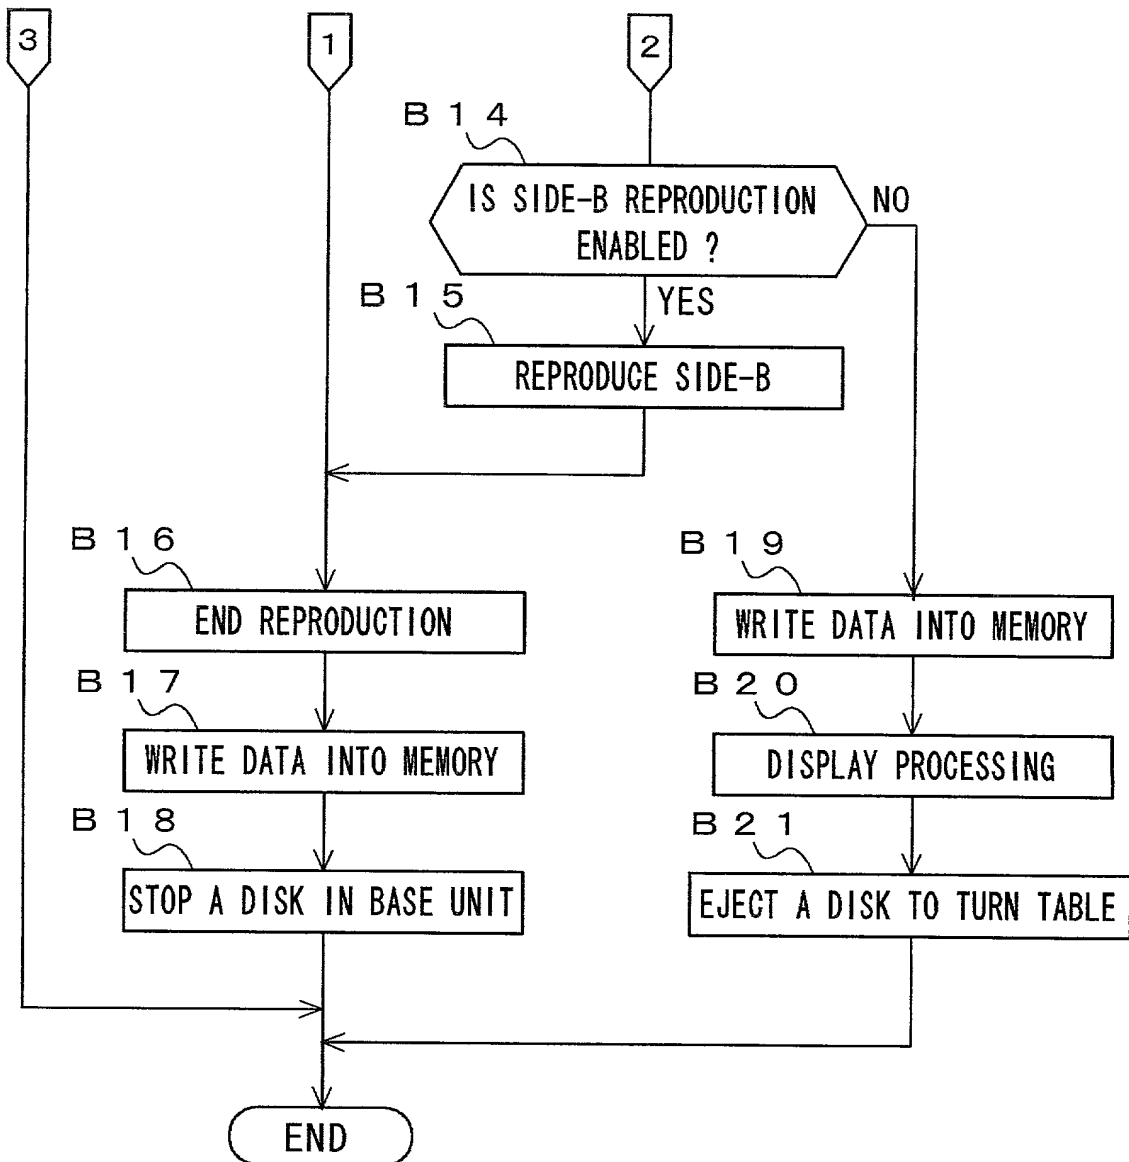 3
1
2
B14
IS SIDE-B REPRODUCTION
ENABLED ?
NO
B15
YES
REPRODUCE SIDE-B
B16
END REPRODUCTION
B19
WRITE DATA INTO MEMORY
B17
WRITE DATA INTO MEMORY
B20
DISPLAY PROCESSING
B18
STOP A DISK IN BASE UNIT
B21
EJECT A DISK TO TURN TABLE
END